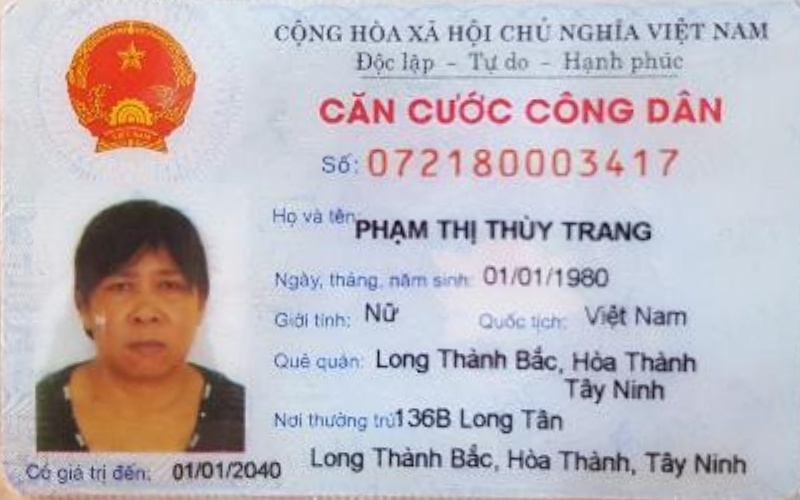 CỘNG HÒA XÃ HỘI CHỦ NGHĨA VIỆT NAM
Độc lập - Tự do - Hạnh phúc
CĂN CƯỚC CÔNG DÂN
Số: 072180003417
Họ và tên: PHẠM THỊ THÙY TRANG
Ngày, tháng, năm sinh: 01/01/1980
Giới tính: Nữ Quốc tịch: Việt Nam
Quê quán: Long Thành Bắc, Hòa Thành
Tây Ninh
Nơi thường trú: 136B Long Tân
Long Thành Bắc, Hòa Thành, Tây Ninh
Có giá trị đến: 01/01/2040